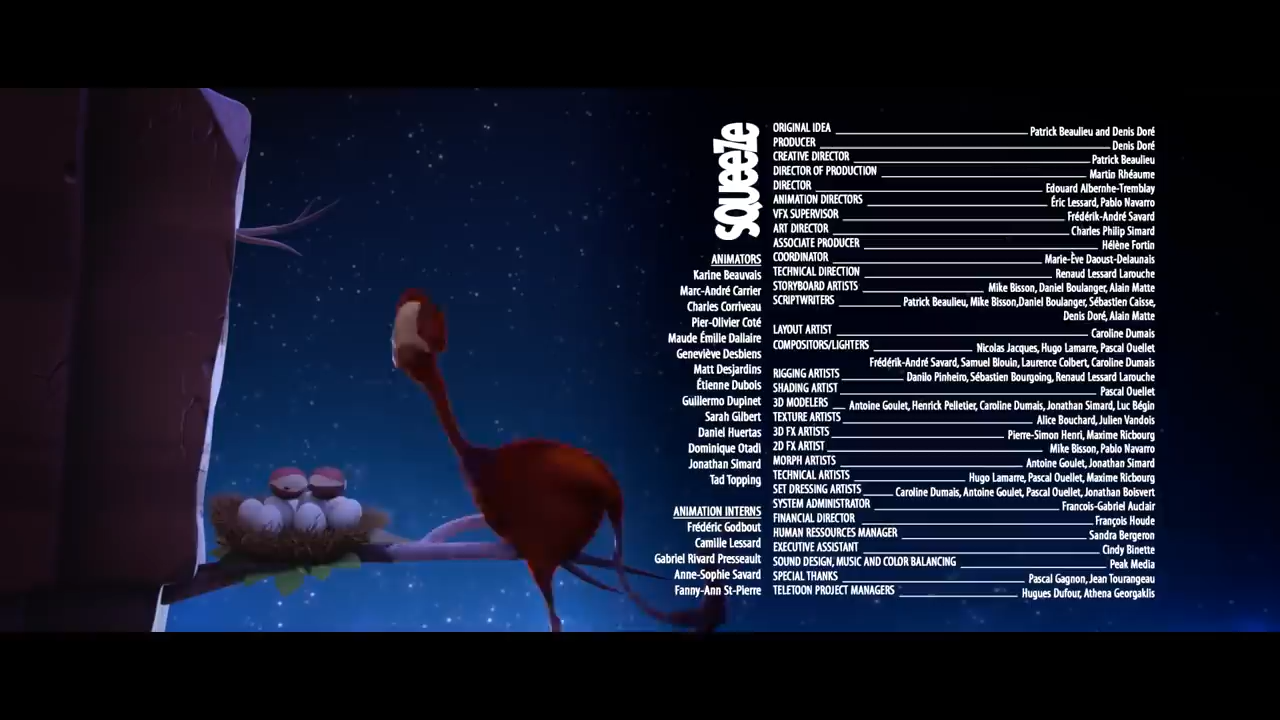 squeeze
ANIMATORS
Karine Beauvais
Marc-André Carrier
Charles Corriveau
Pier-Olivier Coté
Maude Émilie Dallaire
Geneviève Desbiens
Matt Desjardins
Étienne Dubois
Guillermo Dupinet
Sarah Gilbert
Daniel Huertas
Dominique Otadi
Jonathan Simard
Tad Topping
ANIMATION INTERNS
Frédéric Godbout
Camille Lessard
Gabriel Rivard Presseault
Anne-Sophie Savard
Fanny-Ann St-Pierre
ORIGINAL IDEA Patrick Beaulieu and Denis Doré
PRODUCER Denis Doré
CREATIVE DIRECTOR Patrick Beaulieu
DIRECTOR OF PRODUCTION Martin Rhéaume
DIRECTOR Edouard Albernhe-Tremblay
ANIMATION DIRECTORS Éric Lessard, Pablo Navarro
VFX SUPERVISOR Frédérik-André Savard
ART DIRECTOR Charles Philip Simard
ASSOCIATE PRODUCER Hélène Fortin
COORDINATOR Marie-Ève Daoust-Delaunais
TECHNICAL DIRECTION Renaud Lessard Larouche
STORYBOARD ARTISTS Mike Bisson, Daniel Boulanger, Alain Matte
SCRIPTWRITERS Patrick Beaulieu, Mike Bisson,Daniel Boulanger, Sébastien Caisse,
Denis Doré, Alain Matte
LAYOUT ARTIST Caroline Dumais
COMPOSITORS/LIGHTERS Nicolas Jacques, Hugo Lamarre, Pascal Ouellet
Frédérik-André Savard, Samuel Blouin, Laurence Colbert, Caroline Dumais
RIGGING ARTISTS Danilo Pinheiro, Sébastien Bourgoing, Renaud Lessard Larouche
SHADING ARTIST Pascal Ouellet
3D MODELERS Antoine Goulet, Henrick Pelletier, Caroline Dumais, Jonathan Simard, Luc Bégin
TEXTURE ARTISTS Alice Bouchard, Julien Vandois
3D FX ARTISTS Pierre-Simon Henri, Maxime Ricbourg
2D FX ARTIST Mike Bisson, Pablo Navarro
MORPH ARTISTS Antoine Goulet, Jonathan Simard
TECHNICAL ARTISTS Hugo Lamarre, Pascal Ouellet, Maxime Ricbourg
SET DRESSING ARTISTS Caroline Dumais, Antoine Goulet, Pascal Ouellet, Jonathan Boisvert
SYSTEM ADMINISTRATOR Francois-Gabriel Auclair
FINANCIAL DIRECTOR François Houde
HUMAN RESSOURCES MANAGER Sandra Bergeron
EXECUTIVE ASSISTANT Cindy Binette
SOUND DESIGN, MUSIC AND COLOR BALANCING Peak Media
SPECIAL THANKS Pascal Gagnon, Jean Tourangeau
TELETOON PROJECT MANAGERS Hugues Dufour, Athena Georgaklis